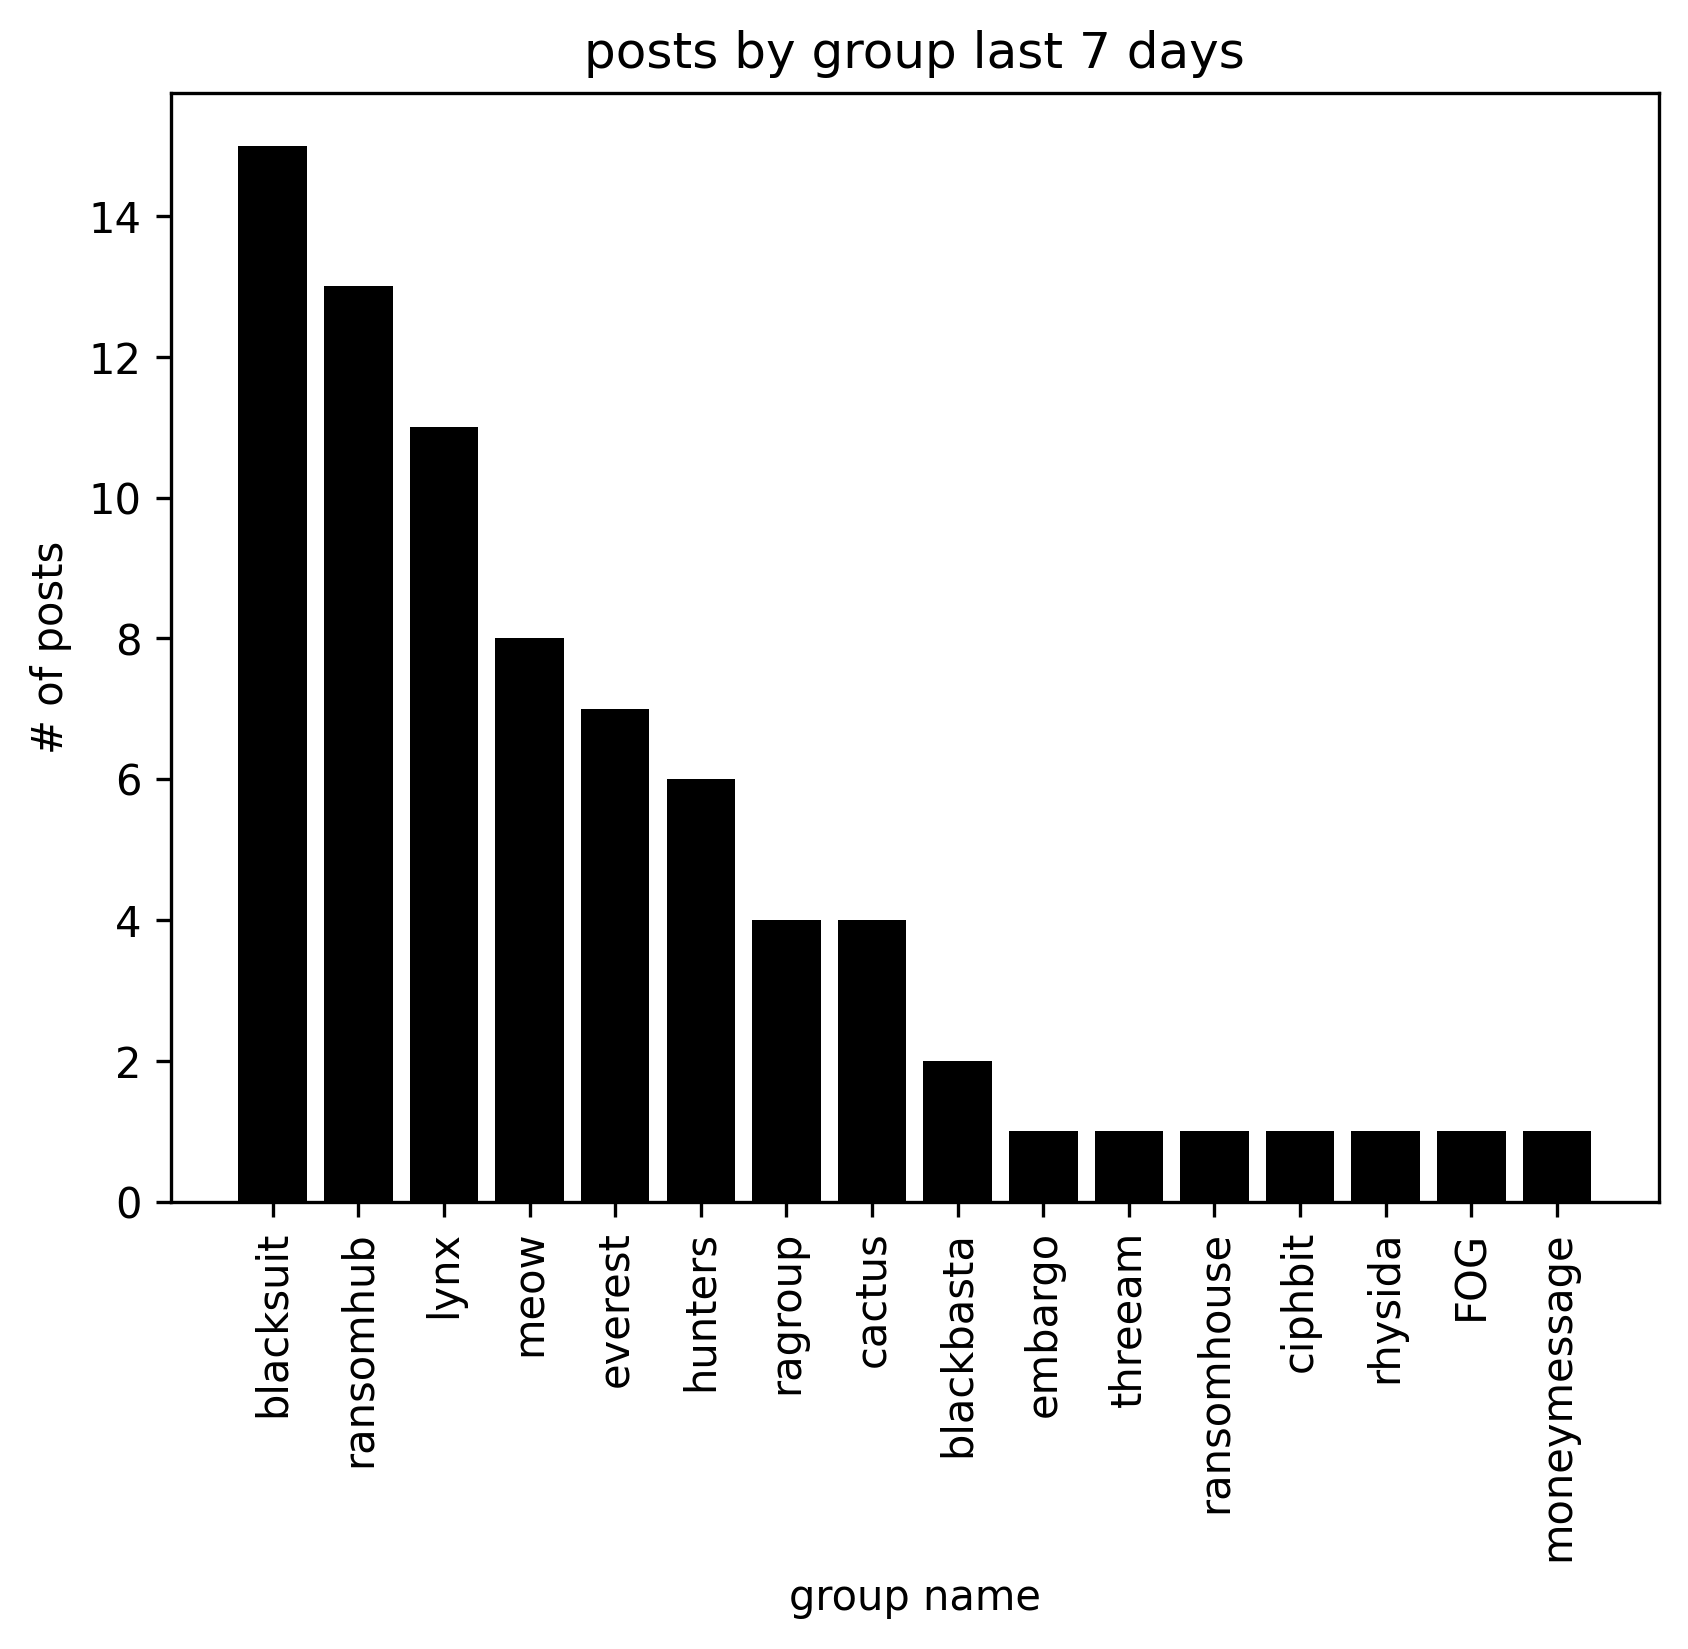 posts by group last 7 days
# of posts
14
12
10
8
6
4
2
0
blacksuit
ransomhub
lynx
meow
everest
hunters
ragroup
cactus
blackbasta
embargo
threeam
ransomhouse
ciphbit
rhysida
FOG
moneymessage
group name